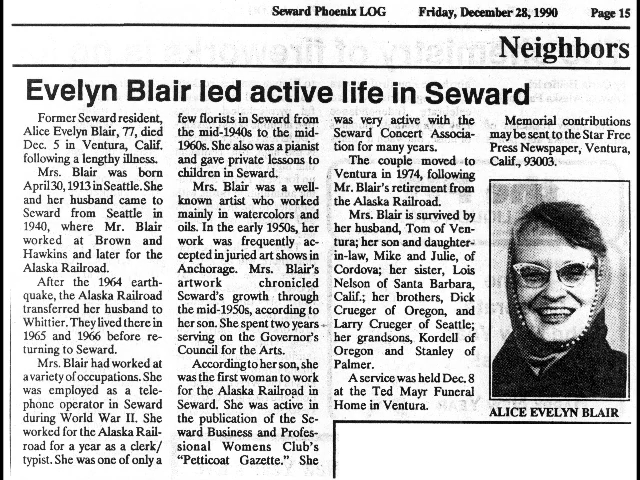 Seward Phoenix LOG Friday, December 28, 1990 Page 15
Neighbors
Evelyn Blair led active life in Seward
Former Seward resident,
Alice Evelyn Blair, 77, died
Dec. 5 in Ventura, Calif.
following a lengthy illness.
Mrs. Blair was born
April 30, 1913 in Seattle. She
and her husband came to
Seward from Seattle in
1940, where Mr. Blair
worked at Brown and
Hawkins and later for the
Alaska Railroad.
After the 1964 earth-
quake, the Alaska Railroad
transferred her husband to
Whittier. They lived there in
1965 and 1966 before re-
turning to Seward.
Mrs. Blair had worked at
a variety of occupations. She
was employed as a tele-
phone operator in Seward
during World War II. She
worked for the Alaska Rail-
road for a year as a clerk/
typist. She was one of only a
few florists in Seward from
the mid-1940s to the mid-
1960s. She also was a pianist
and gave private lessons to
children in Seward.
Mrs. Blair was a well-
known artist who worked
mainly in watercolors and
oils. In the early 1950s, her
work was frequently ac-
cepted in juried art shows in
Anchorage. Mrs. Blair's
artwork chronicled
Seward's growth through
the mid-1950s, according to
her son. She spent two years
serving on the Governor's
Council for the Arts.
According to her son, she
was the first woman to work
for the Alaska Railroad in
Seward. She was active in
the publication of the Se-
ward Business and Profes-
sional Womens Club's
"Petticoat Gazette." She
was very active with the
Seward Concert Associa-
tion for many years.
The couple moved to
Ventura in 1974, following
Mr. Blair's retirement from
the Alaska Railroad.
Mrs. Blair is survived by
her husband, Tom of Ven-
tura; her son and daughter-
in-law, Mike and Julie, of
Cordova; her sister, Lois
Nelson of Santa Barbara,
Calif.; her brothers, Dick
Crueger of Oregon, and
Larry Crueger of Seattle;
her grandsons, Kordell of
Oregon and Stanley of
Palmer.
A service was held Dec. 8
at the Ted Mayr Funeral
Home in Ventura.
Memorial contributions
may be sent to the Star Free
Press Newspaper, Ventura,
Calif., 93003.
ALICE EVELYN BLAIR